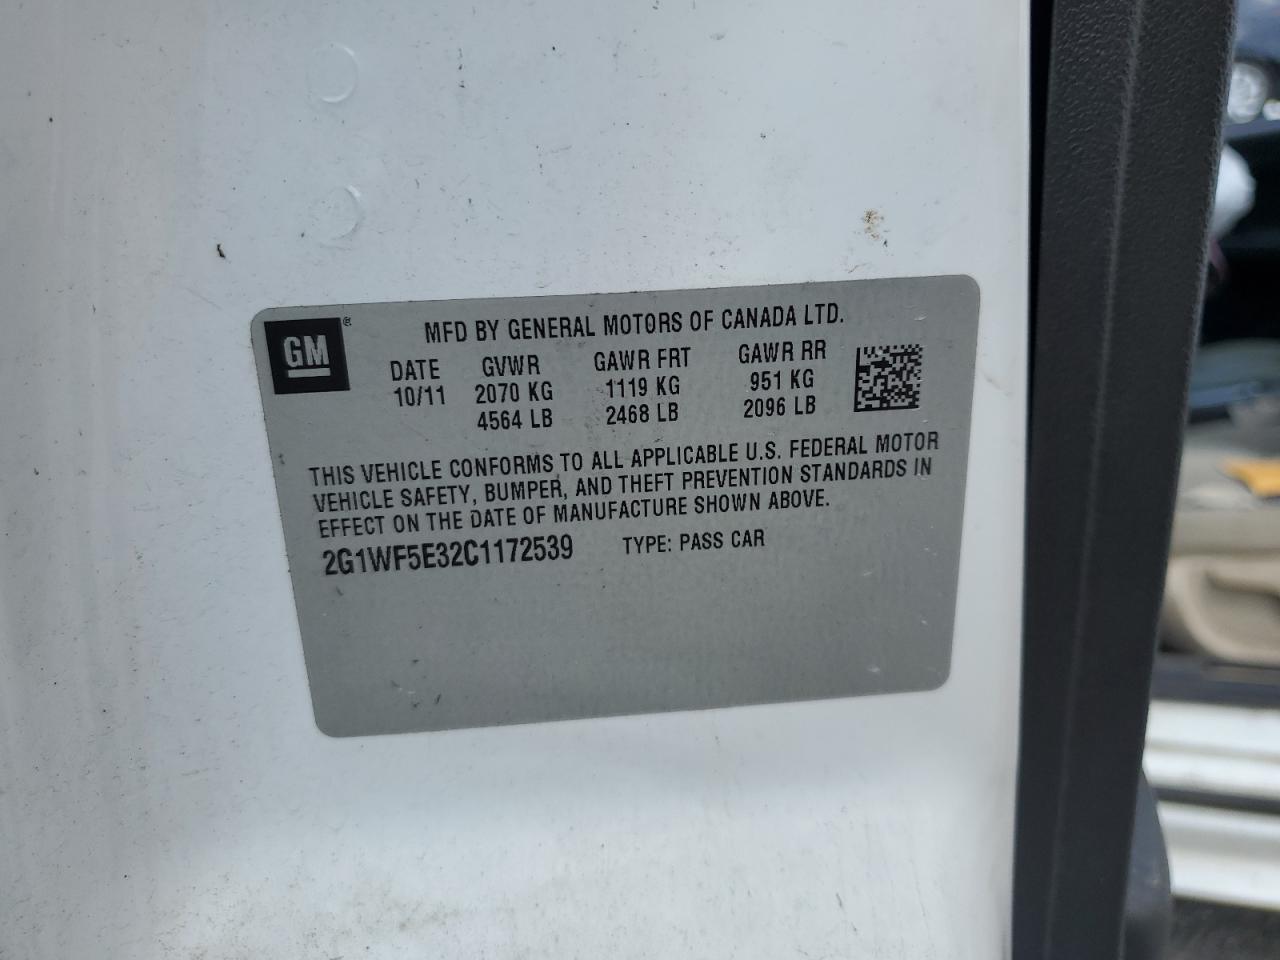 GM ®
MFD BY GENERAL MOTORS OF CANADA LTD.
DATE GVWR GAWR FRT GAWR RR
10/11 2070 KG 1119 KG 951 KG
4564 LB 2468 LB 2096 LB
THIS VEHICLE CONFORMS TO ALL APPLICABLE U.S. FEDERAL MOTOR
VEHICLE SAFETY, BUMPER, AND THEFT PREVENTION STANDARDS IN
EFFECT ON THE DATE OF MANUFACTURE SHOWN ABOVE.
2G1WF5E32C1172539 TYPE: PASS CAR